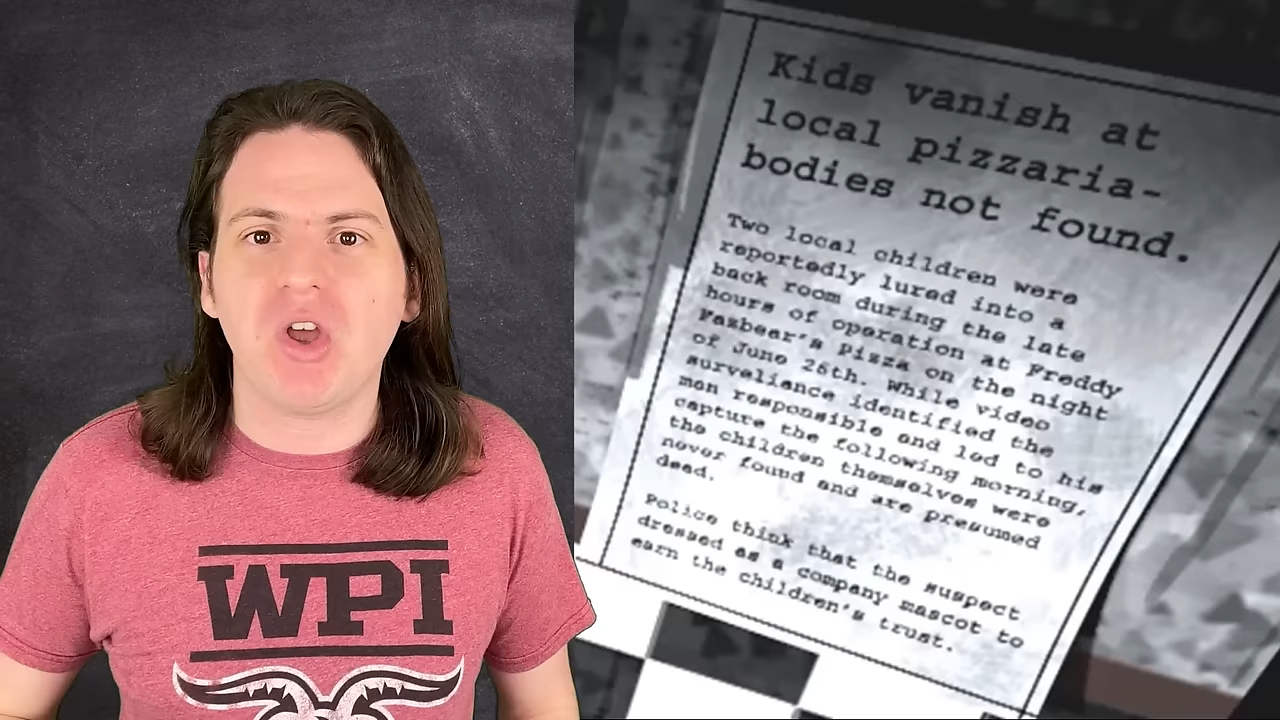 WPI
Kids vanish at
local pizzaria-
bodies not found.
Two local children were
reportedly lured into a
back room during the late
hours of operation at Freddy
Fazbear's Pizza on the night
of June 26th. While video
surveliance identified the
man responsible and led to his
capture the following morning,
the children themselves were
never found and are presumed
dead.
Police think that the suspect
dressed as a company mascot to
earn the children's trust.